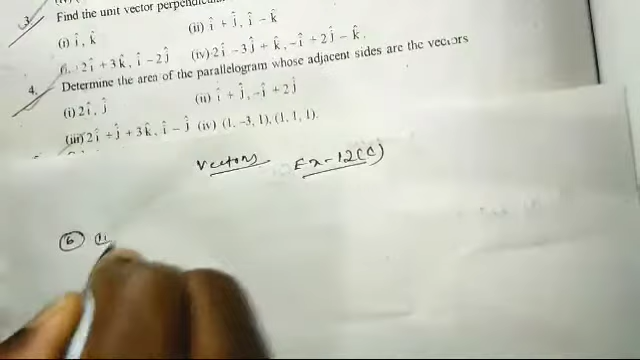 3. Find the unit vector perpendicular
(i) î, k̂ (ii) î + ĵ, î − k̂
2î + 3k̂, î − 2ĵ (iv) 2î − 3ĵ + k̂, −î + 2ĵ − k̂.
4. Determine the area of the parallelogram whose adjacent sides are the vectors
(i) 2î, ĵ (ii) î + ĵ, −î + 2ĵ
(iii) 2î + ĵ + 3k̂, î − ĵ (iv) (1, −3, 1), (1, 1, 1).
Vectors Ex-12(C)
6